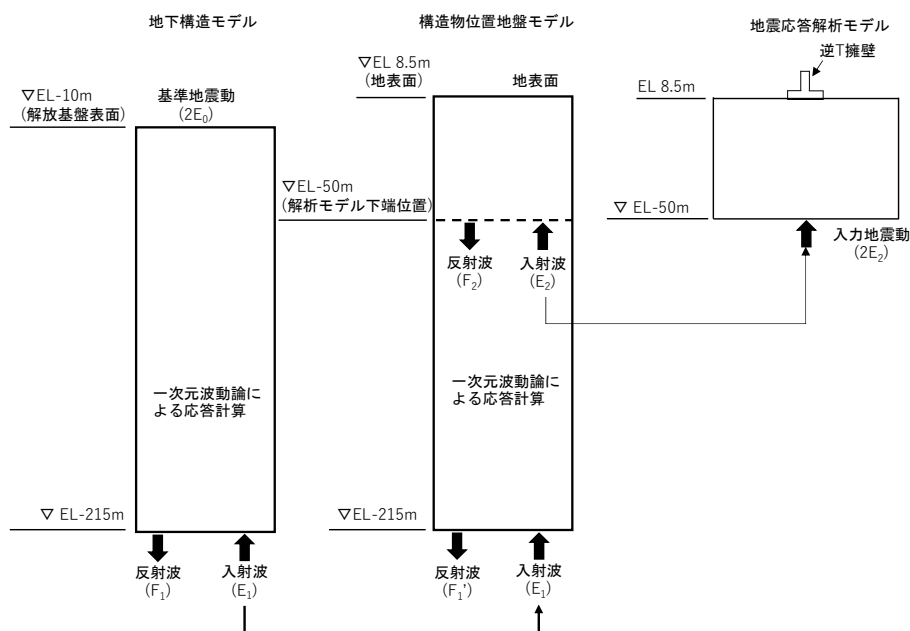 地下構造モデル
▽EL-10m
(解放基盤表面)
基準地震動
(2E₀)
一次元波動論に
よる応答計算
▽ EL-215m
反射波
(F₁)
入射波
(E₁)
構造物位置地盤モデル
▽EL 8.5m
(地表面)
地表面
▽EL-50m
(解析モデル下端位置)
反射波
(F₂)
入射波
(E₂)
一次元波動論に
よる応答計算
▽EL-215m
反射波
(F₁')
入射波
(E₁)
地震応答解析モデル
逆T擁壁
EL 8.5m
▽ EL-50m
入力地震動
(2E₂)